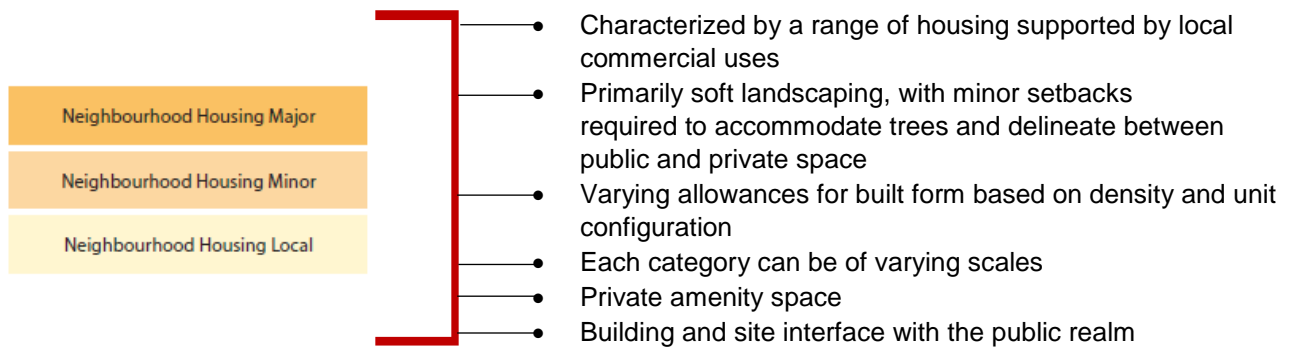 Neighbourhood Housing Major
Neighbourhood Housing Minor
Neighbourhood Housing Local
Characterized by a range of housing supported by local
commercial uses
Primarily soft landscaping, with minor setbacks
required to accommodate trees and delineate between
public and private space
Varying allowances for built form based on density and unit
configuration
Each category can be of varying scales
Private amenity space
Building and site interface with the public realm